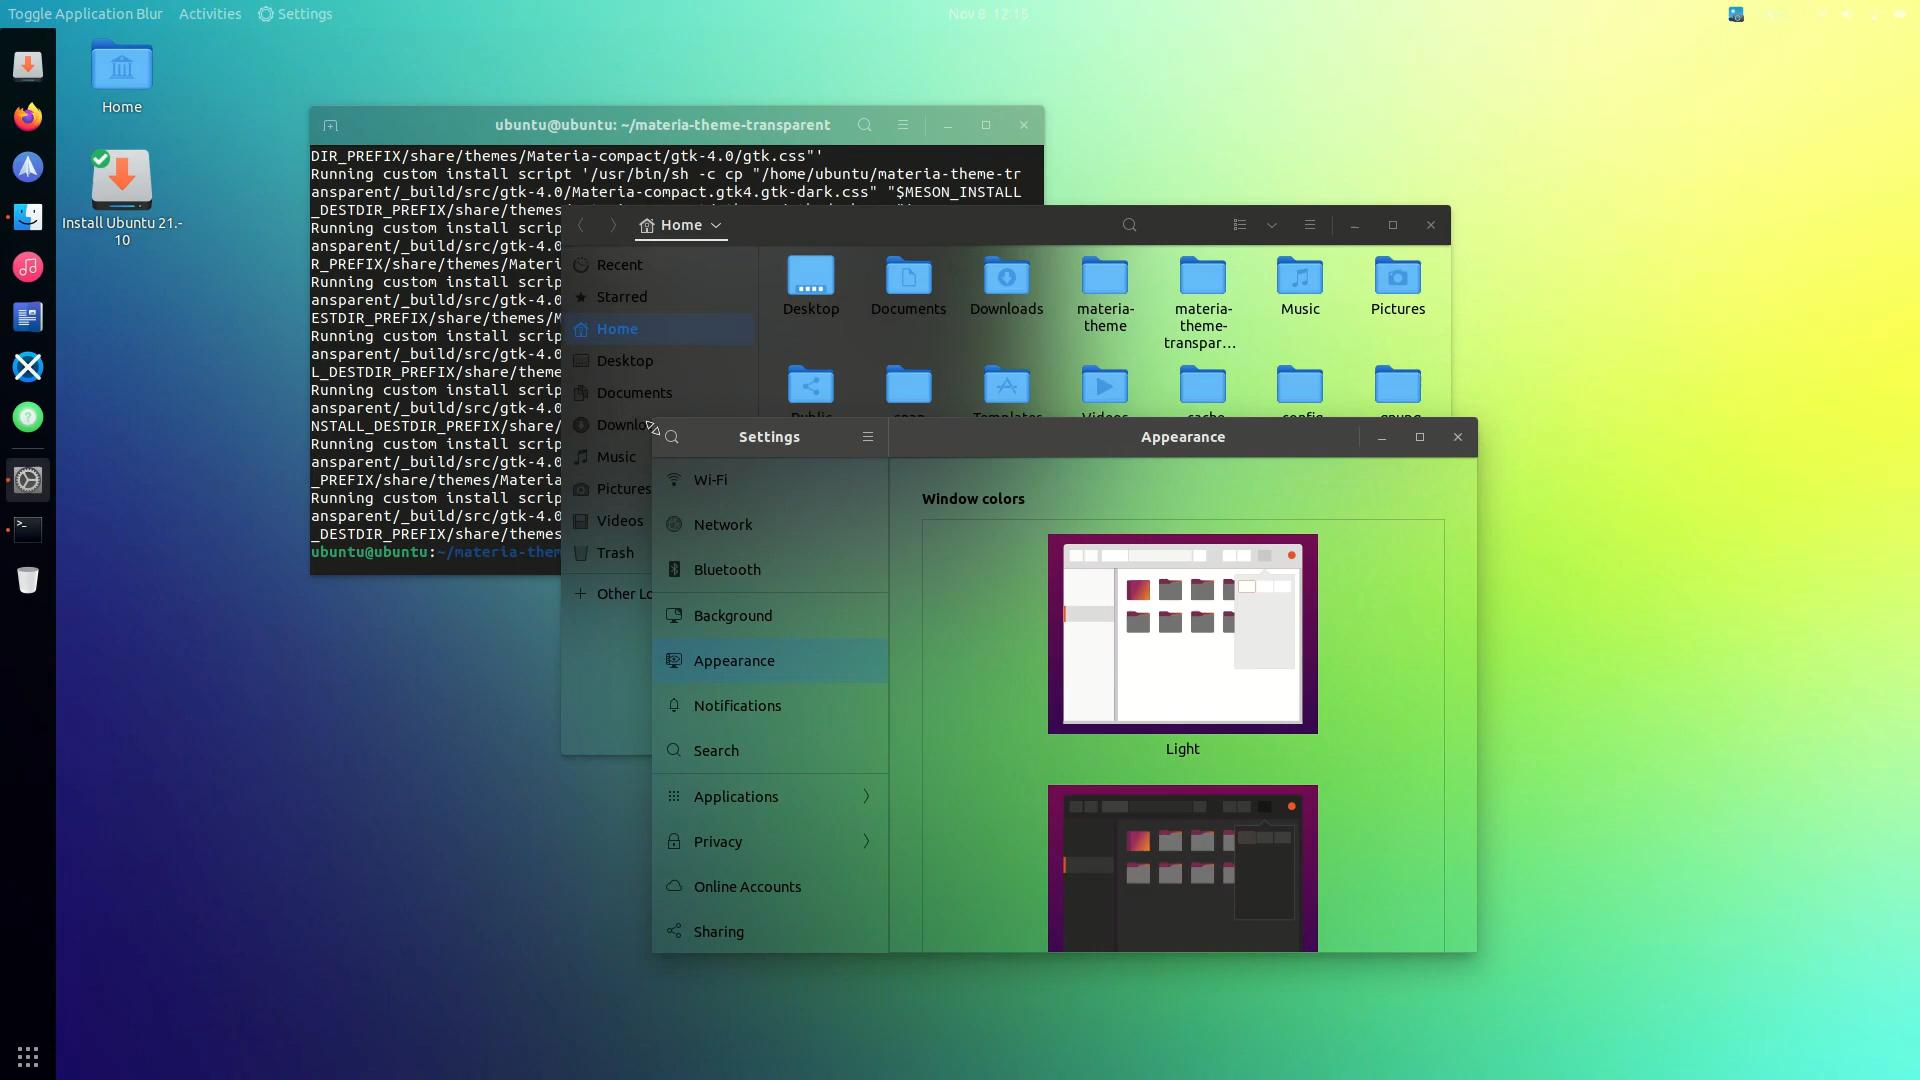 Toggle Application Blur
Activities
Settings
Nov 8 12:15
Home
Install Ubuntu 21.-
10
ubuntu@ubuntu: ~/materia-theme-transparent
DIR_PREFIX/share/themes/Materia-compact/gtk-4.0/gtk.css"'
Running custom install script '/usr/bin/sh -c cp "/home/ubuntu/materia-theme-tr
ansparent/_build/src/gtk-4.0/Materia-compact.gtk4.gtk-dark.css" "$MESON_INSTALL
_DESTDIR_PREFIX/share/themes
Running custom install scrip
ansparent/_build/src/gtk-4.0
R_PREFIX/share/themes/Materi
Running custom install scrip
ansparent/_build/src/gtk-4.0
ESTDIR_PREFIX/share/themes/M
Running custom install scrip
ansparent/_build/src/gtk-4.0
L_DESTDIR_PREFIX/share/theme
Running custom install scrip
ansparent/_build/src/gtk-4.0
NSTALL_DESTDIR_PREFIX/share/
Running custom install scrip
ansparent/_build/src/gtk-4.0
_PREFIX/share/themes/Materia
Running custom install scrip
ansparent/_build/src/gtk-4.0
_DESTDIR_PREFIX/share/themes
ubuntu@ubuntu:~/materia-them
Home
Recent
Starred
Home
Desktop
Documents
Downlo
Music
Pictures
Videos
Trash
Other Lo
Desktop
Documents
Downloads
materia-
theme
materia-
theme-
transpar…
Music
Pictures
Public
snap
Templates
Videos
.cache
.config
.gnupg
Settings
Wi-Fi
Network
Bluetooth
Background
Appearance
Notifications
Search
Applications
Privacy
Online Accounts
Sharing
Appearance
Window colors
Light